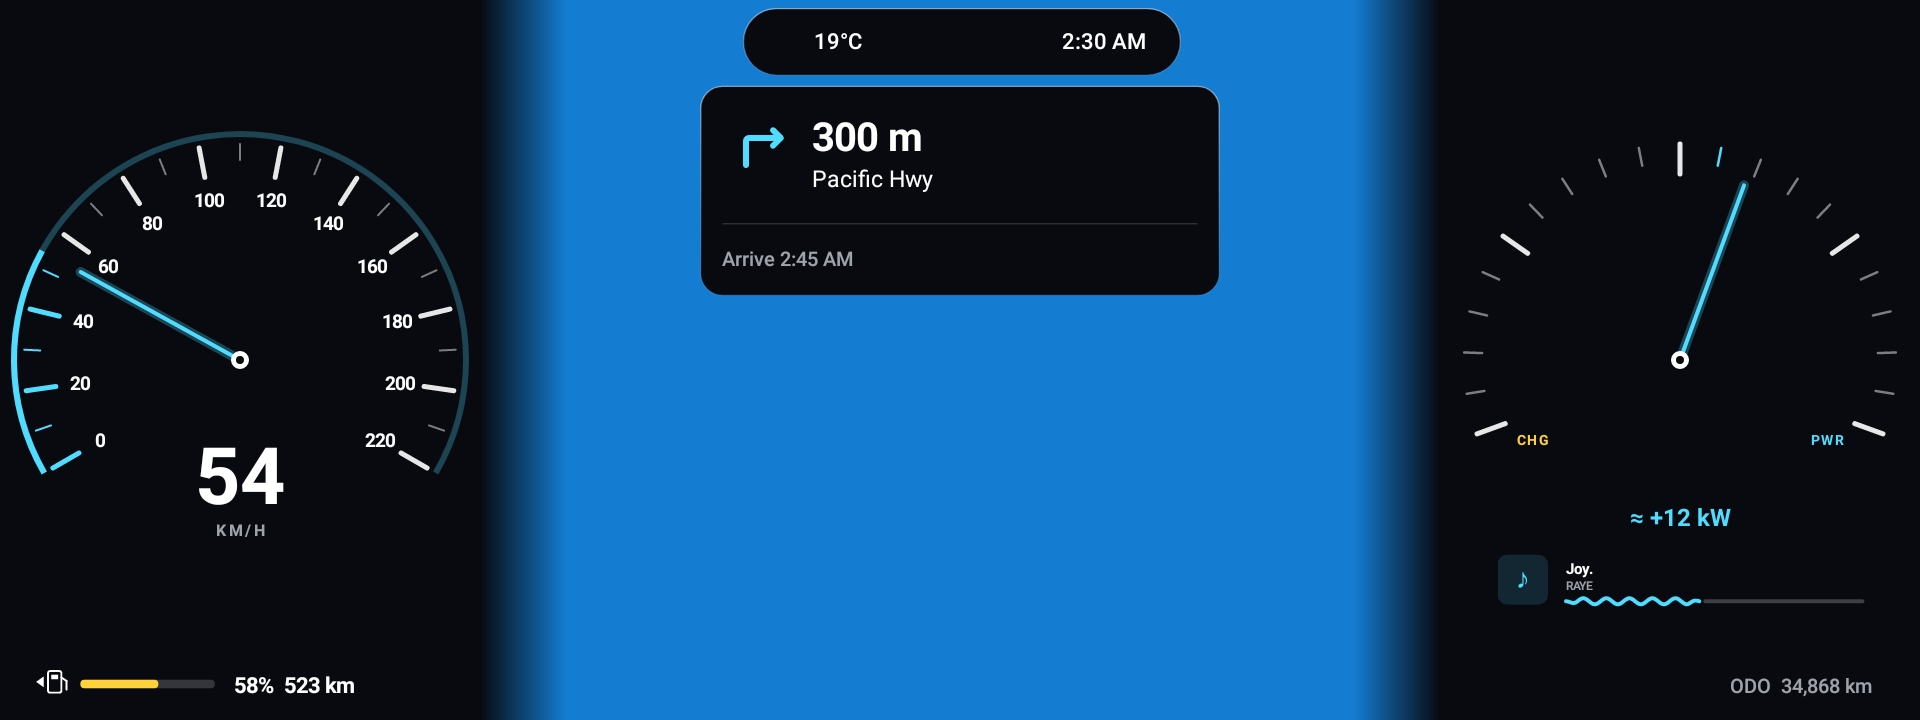 19°C 2:30 AM
300 m
Pacific Hwy
Arrive 2:45 AM
0
20
40
60
80
100
120
140
160
180
200
220
54
KM/H
58% 523 km
CHG
PWR
≈ +12 kW
Joy.
RAYE
ODO 34,868 km